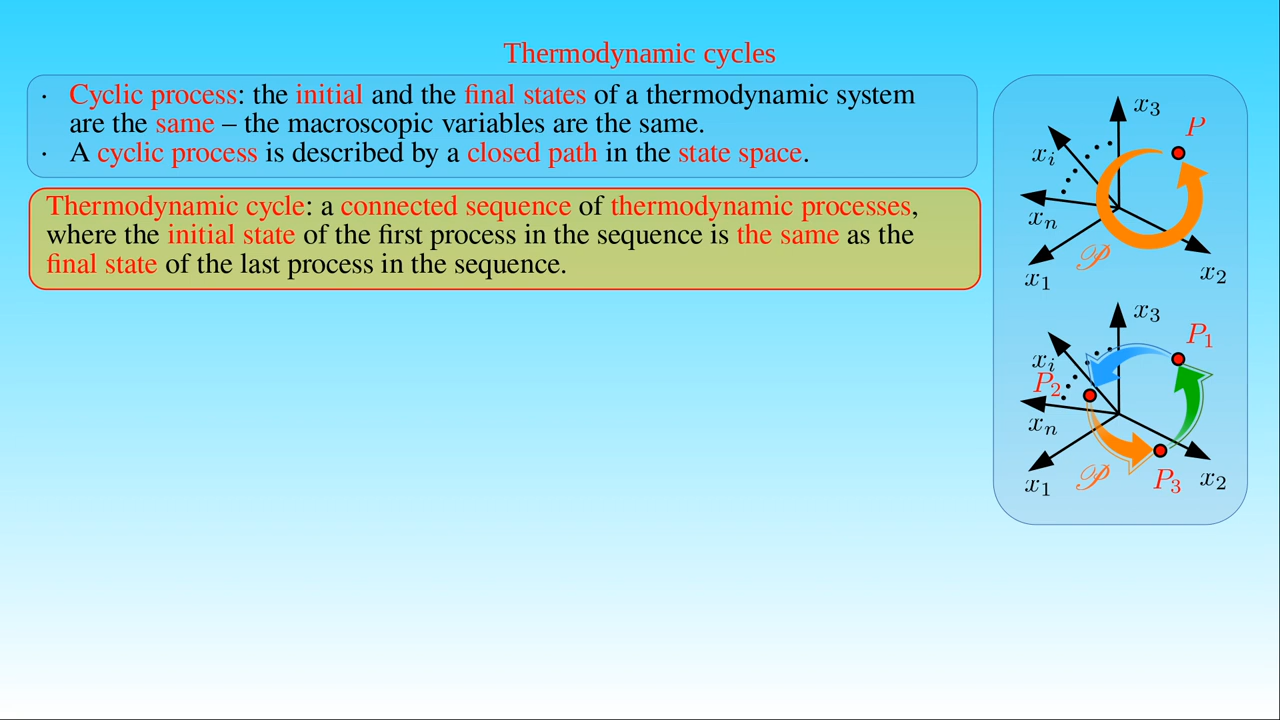 Thermodynamic cycles
· Cyclic process: the initial and the final states of a thermodynamic system
are the same – the macroscopic variables are the same.
· A cyclic process is described by a closed path in the state space.
Thermodynamic cycle: a connected sequence of thermodynamic processes,
where the initial state of the first process in the sequence is the same as the
final state of the last process in the sequence.
x₃
P
xᵢ
xₙ
𝒫
x₁
x₂
x₃
P₁
xᵢ
P₂
xₙ
x₁
𝒫
P₃
x₂